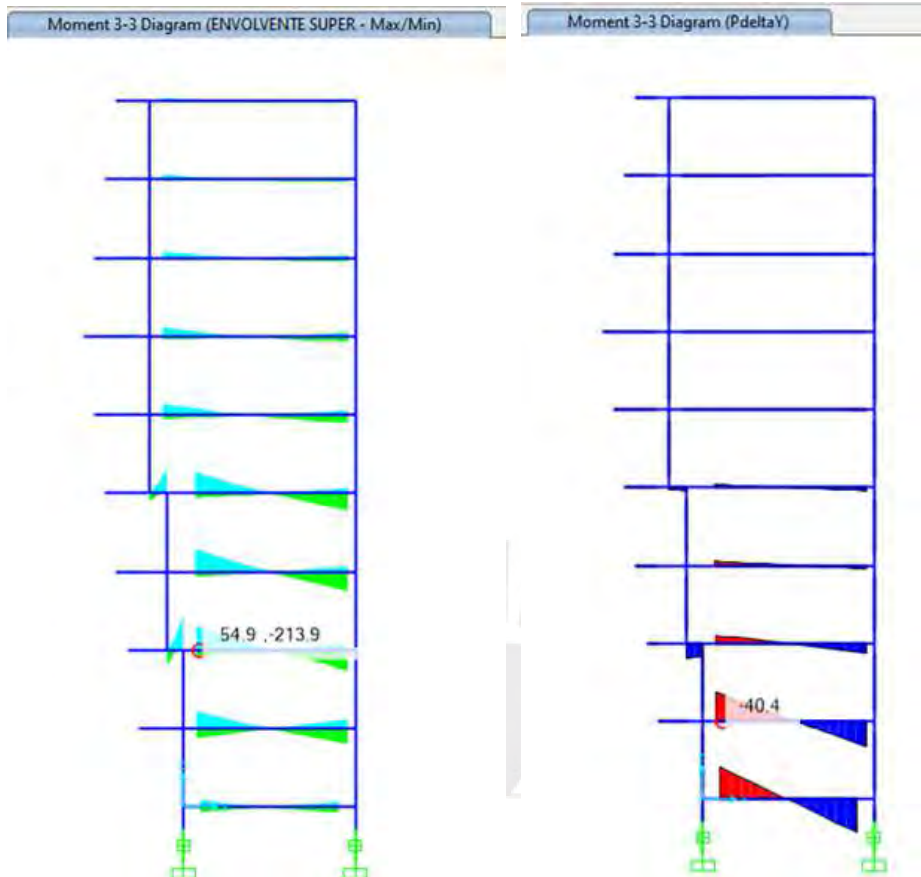 Moment 3-3 Diagram (ENVOLVENTE SUPER - Max/Min)
Moment 3-3 Diagram (PdeltaY)
54.9 ,-213.9
-40.4